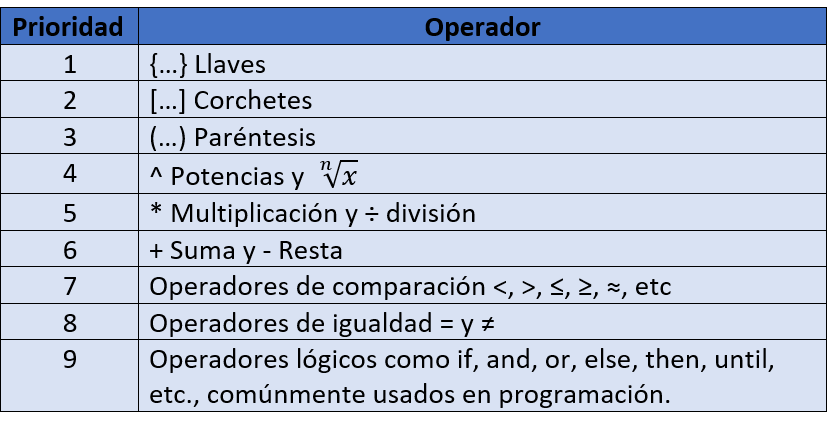 Prioridad Operador
1 {…} Llaves
2 […] Corchetes
3 (…) Paréntesis
4 ^ Potencias y ⁿ√x
5 * Multiplicación y ÷ división
6 + Suma y - Resta
7 Operadores de comparación <, >, ≤, ≥, ≈, etc
8 Operadores de igualdad = y ≠
9 Operadores lógicos como if, and, or, else, then, until,
etc., comúnmente usados en programación.